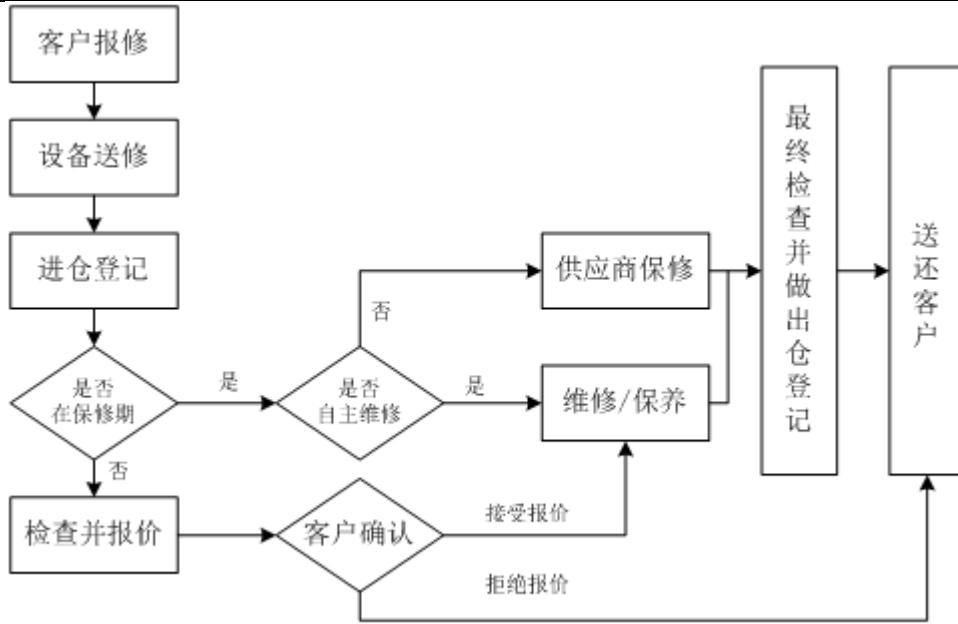 客户报修
设备送修
进仓登记
是否
在保修期
是
否
是否
自主维修
否
是
供应商保修
维修/保养
检查并报价
客户确认
接受报价
拒绝报价
最终检查并做出仓登记
送还客户